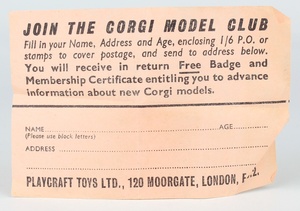 JOIN THE CORGI MODEL CLUB
Fill in your Name, Address and Age, enclosing 1/6 P.O. or
stamps to cover postage, and send to address below.
You will receive in return Free Badge and
Membership Certificate entitling you to advance
information about new Corgi models.
NAME AGE
(Please use block letters)
ADDRESS
PLAYCRAFT TOYS LTD., 120 MOORGATE, LONDON,